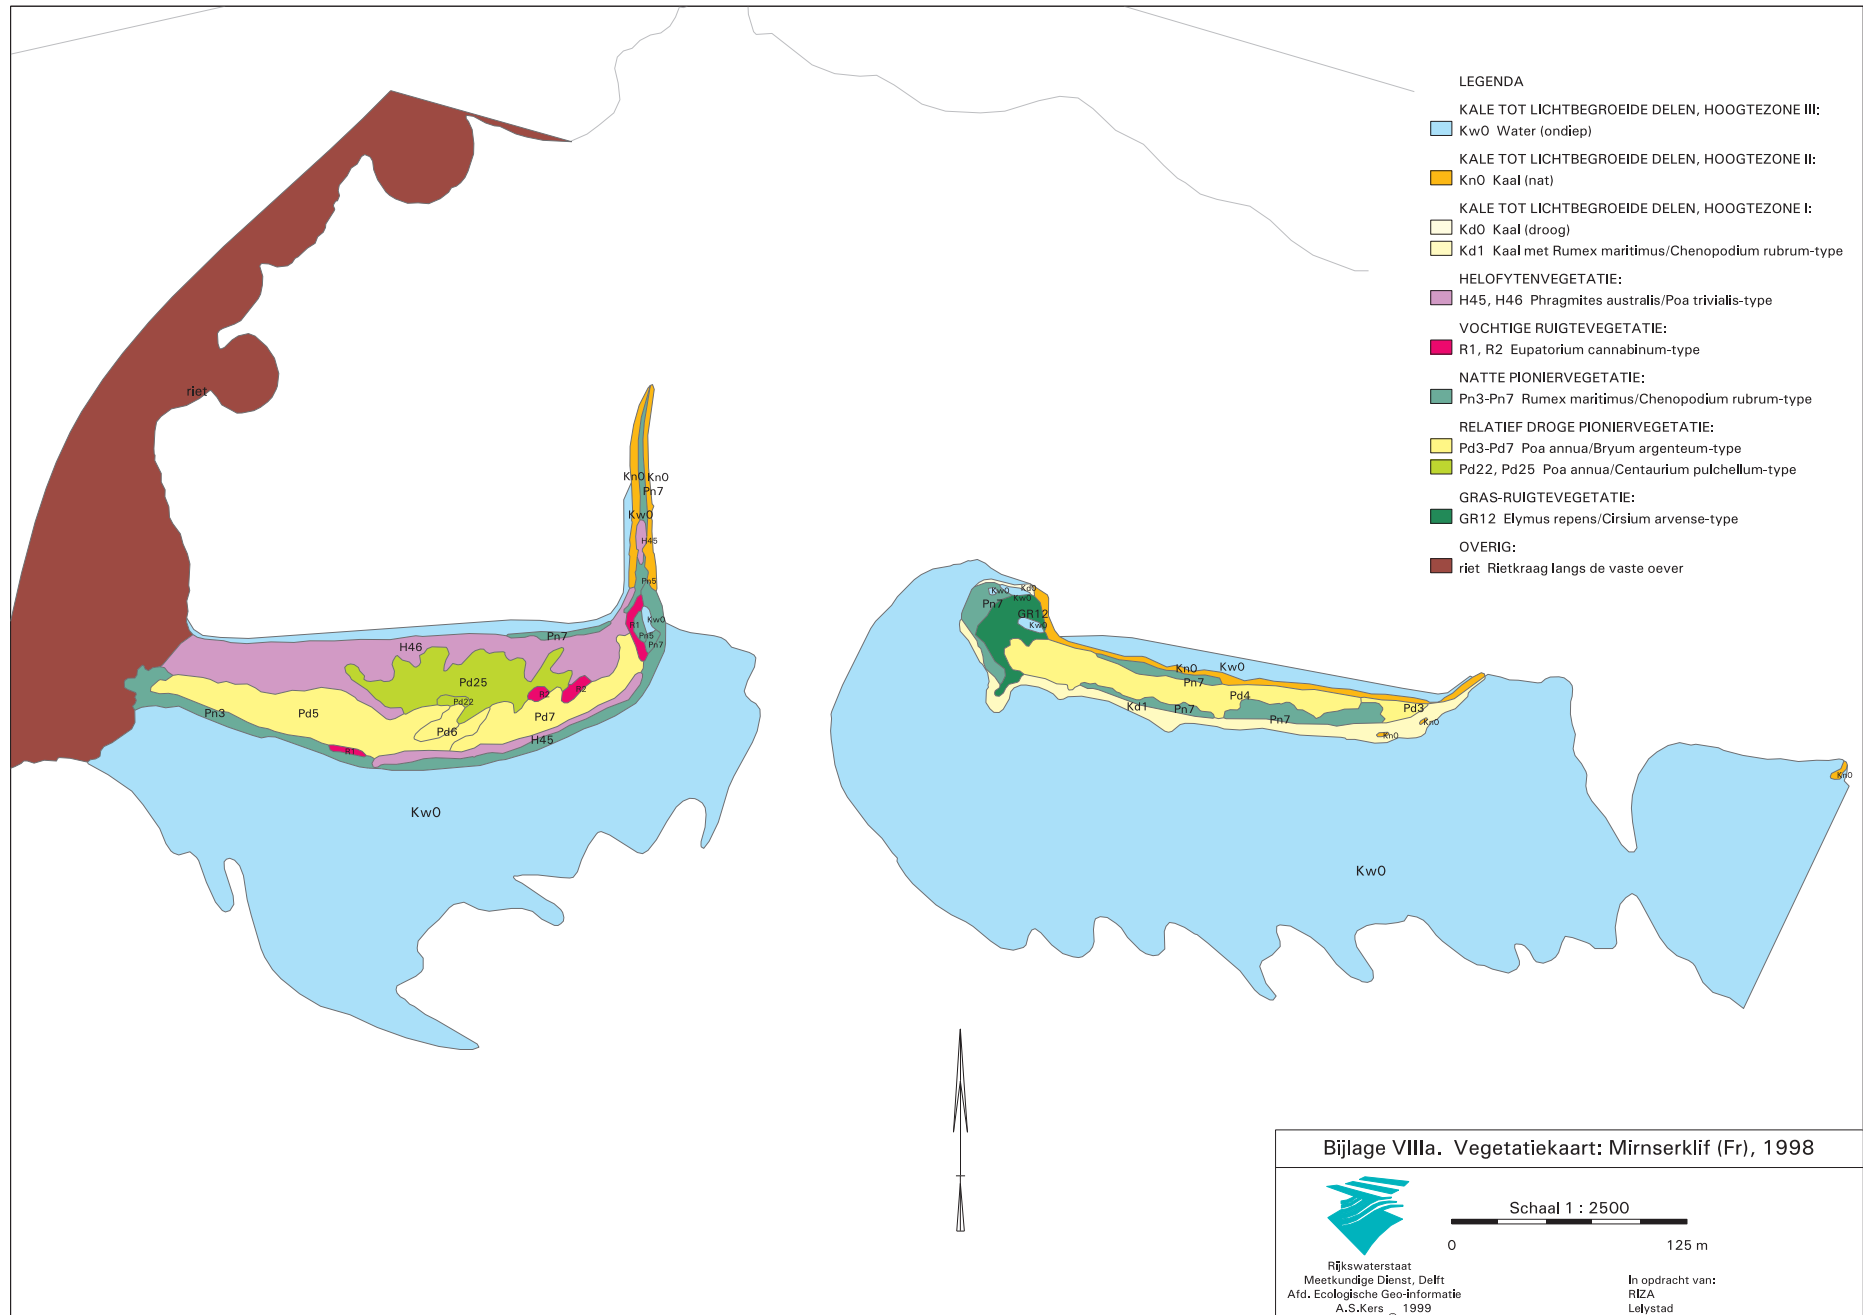 LEGENDA
KALE TOT LICHTBEGROEIDE DELEN, HOOGTEZONE III:
Kw0 Water (ondiep)
KALE TOT LICHTBEGROEIDE DELEN, HOOGTEZONE II:
Kn0 Kaal (nat)
KALE TOT LICHTBEGROEIDE DELEN, HOOGTEZONE I:
Kd0 Kaal (droog)
Kd1 Kaal met Rumex maritimus/Chenopodium rubrum-type
HELOFYTENVEGETATIE:
H45, H46 Phragmites australis/Poa trivialis-type
VOCHTIGE RUIGTEVEGETATIE:
R1, R2 Eupatorium cannabinum-type
NATTE PIONIERVEGETATIE:
Pn3-Pn7 Rumex maritimus/Chenopodium rubrum-type
RELATIEF DROGE PIONIERVEGETATIE:
Pd3-Pd7 Poa annua/Bryum argenteum-type
Pd22, Pd25 Poa annua/Centaurium pulchellum-type
GRAS-RUIGTEVEGETATIE:
GR12 Elymus repens/Cirsium arvense-type
OVERIG:
riet Rietkraag langs de vaste oever
riet
Kn0 Kn0
Pn7
Kw0
H45
Pn5
Kw0
R1
Pn5
Pn7
Pn7
H46
Pd25
R2
R2
Pd22
Pn3
Pd5
Pd7
Pd6
H45
R1
Kw0
Kw0
Kd0
Kw0
Pn7
GR12
Kw0
Kn0
Kw0
Pn7
Pd4
Kd1
Pn7
Pn7
Pd3
Kn0
Kn0
Kn0
Kw0
Bijlage VIIIa. Vegetatiekaart: Mirnserklif (Fr), 1998
Schaal 1 : 2500
0 125 m
Rijkswaterstaat
Meetkundige Dienst, Delft
Afd. Ecologische Geo-informatie
A.S.Kers 1999
In opdracht van:
RIZA
Lelystad